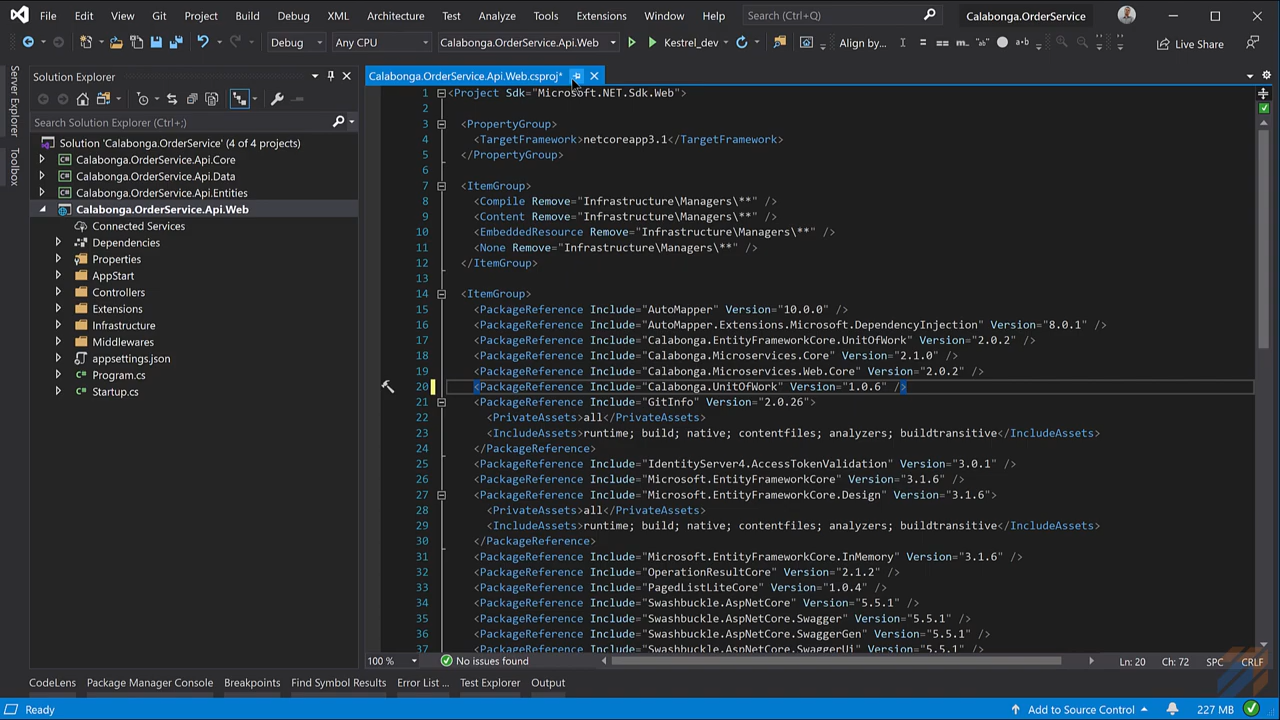 File Edit View Git Project Build Debug XML Architecture Test Analyze Tools Extensions Window Help Search (Ctrl+Q) Calabonga.OrderService
Debug Any CPU Calabonga.OrderService.Api.Web Kestrel_dev Align by... Live Share
Server Explorer
Toolbox
Solution Explorer
Search Solution Explorer (Ctrl+;)
Solution 'Calabonga.OrderService' (4 of 4 projects)
Calabonga.OrderService.Api.Core
Calabonga.OrderService.Api.Data
Calabonga.OrderService.Api.Entities
Calabonga.OrderService.Api.Web
Connected Services
Dependencies
Properties
AppStart
Controllers
Extensions
Infrastructure
Middlewares
appsettings.json
Program.cs
Startup.cs
Calabonga.OrderService.Api.Web.csproj*
1 <Project Sdk="Microsoft.NET.Sdk.Web">
2
3 <PropertyGroup>
4 <TargetFramework>netcoreapp3.1</TargetFramework>
5 </PropertyGroup>
6
7 <ItemGroup>
8 <Compile Remove="Infrastructure\Managers\**" />
9 <Content Remove="Infrastructure\Managers\**" />
10 <EmbeddedResource Remove="Infrastructure\Managers\**" />
11 <None Remove="Infrastructure\Managers\**" />
12 </ItemGroup>
13
14 <ItemGroup>
15 <PackageReference Include="AutoMapper" Version="10.0.0" />
16 <PackageReference Include="AutoMapper.Extensions.Microsoft.DependencyInjection" Version="8.0.1" />
17 <PackageReference Include="Calabonga.EntityFrameworkCore.UnitOfWork" Version="2.0.2" />
18 <PackageReference Include="Calabonga.Microservices.Core" Version="2.1.0" />
19 <PackageReference Include="Calabonga.Microservices.Web.Core" Version="2.0.2" />
20 <PackageReference Include="Calabonga.UnitOfWork" Version="1.0.6" />
21 <PackageReference Include="GitInfo" Version="2.0.26">
22 <PrivateAssets>all</PrivateAssets>
23 <IncludeAssets>runtime; build; native; contentfiles; analyzers; buildtransitive</IncludeAssets>
24 </PackageReference>
25 <PackageReference Include="IdentityServer4.AccessTokenValidation" Version="3.0.1" />
26 <PackageReference Include="Microsoft.EntityFrameworkCore" Version="3.1.6" />
27 <PackageReference Include="Microsoft.EntityFrameworkCore.Design" Version="3.1.6">
28 <PrivateAssets>all</PrivateAssets>
29 <IncludeAssets>runtime; build; native; contentfiles; analyzers; buildtransitive</IncludeAssets>
30 </PackageReference>
31 <PackageReference Include="Microsoft.EntityFrameworkCore.InMemory" Version="3.1.6" />
32 <PackageReference Include="OperationResultCore" Version="2.1.2" />
33 <PackageReference Include="PagedListLiteCore" Version="1.0.4" />
34 <PackageReference Include="Swashbuckle.AspNetCore" Version="5.5.1" />
35 <PackageReference Include="Swashbuckle.AspNetCore.Swagger" Version="5.5.1" />
36 <PackageReference Include="Swashbuckle.AspNetCore.SwaggerGen" Version="5.5.1" />
37 <PackageReference Include="Swashbuckle.AspNetCore.SwaggerUi" Version="5.5.1" />
100 % No issues found Ln: 20 Ch: 72 SPC CRLF
CodeLens Package Manager Console Breakpoints Find Symbol Results Error List ... Test Explorer Output
Ready Add to Source Control 227 MB